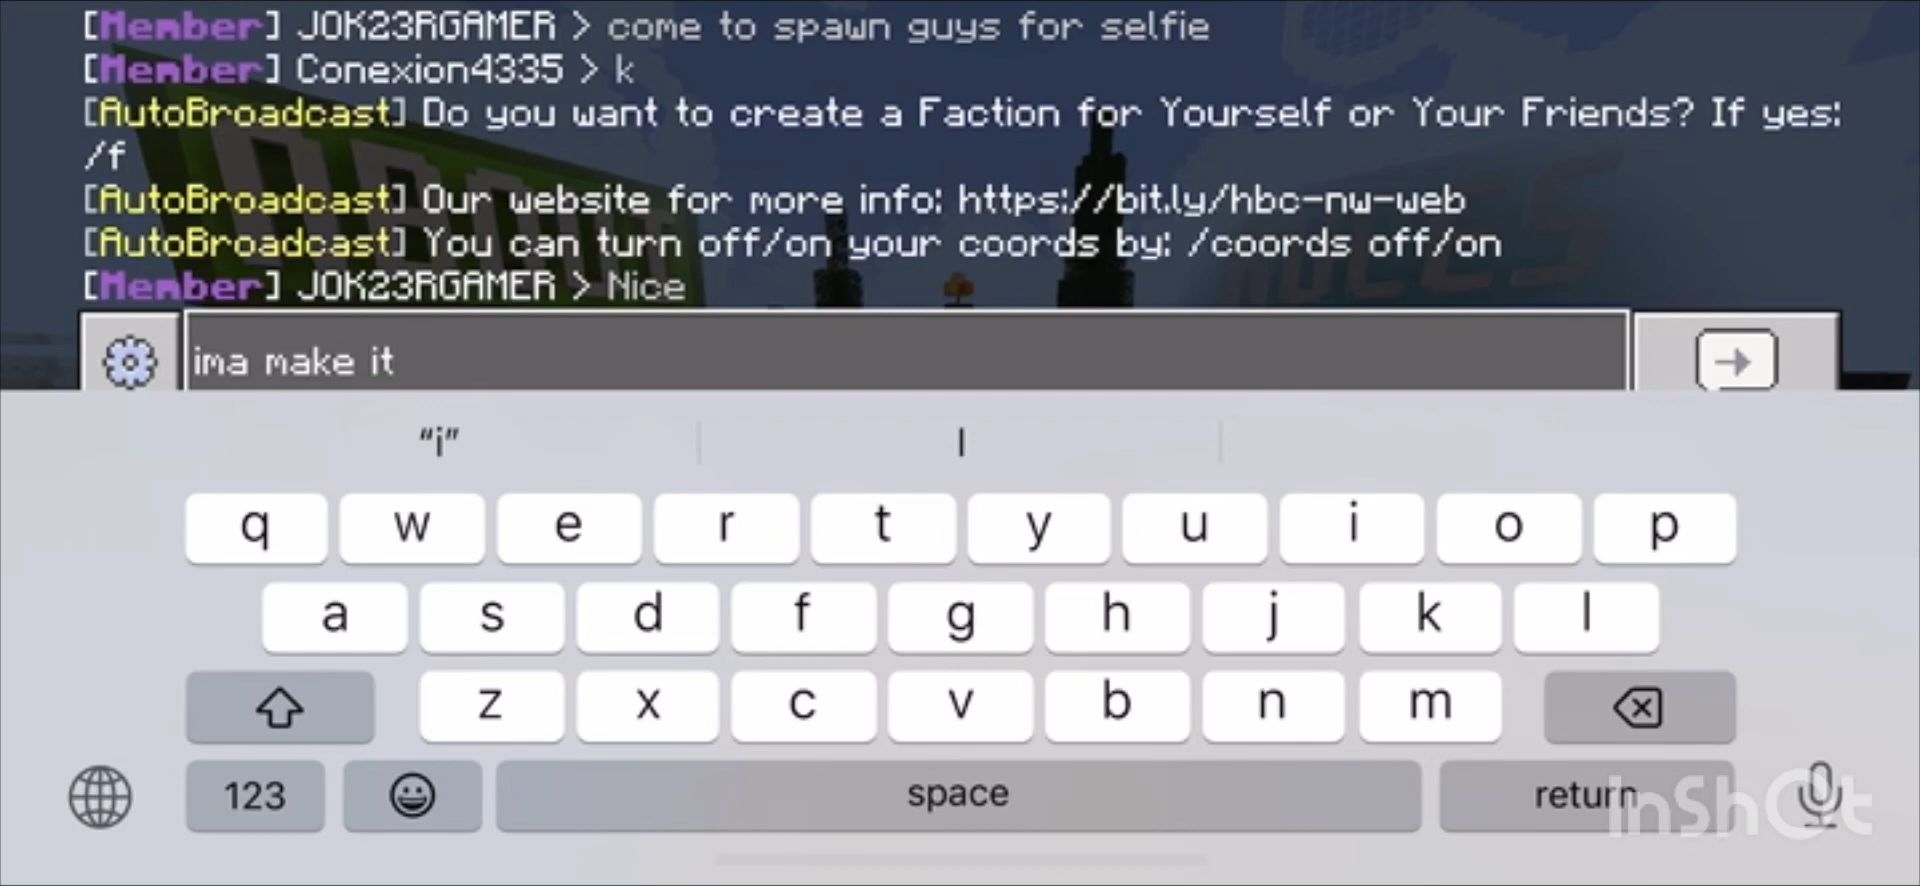 [Member] JOK23RGAMER > come to spawn guys for selfie
[Member] Conexion4335 > k
[AutoBroadcast] Do you want to create a Faction for Yourself or Your Friends? If yes:
/f
[AutoBroadcast] Our website for more info: https://bit.ly/hbc-nw-web
[AutoBroadcast] You can turn off/on your coords by: /coords off/on
[Member] JOK23RGAMER > Nice
ima make it
“i” I
q w e r t y u i o p
a s d f g h j k l
z x c v b n m
123 space return
InShOt